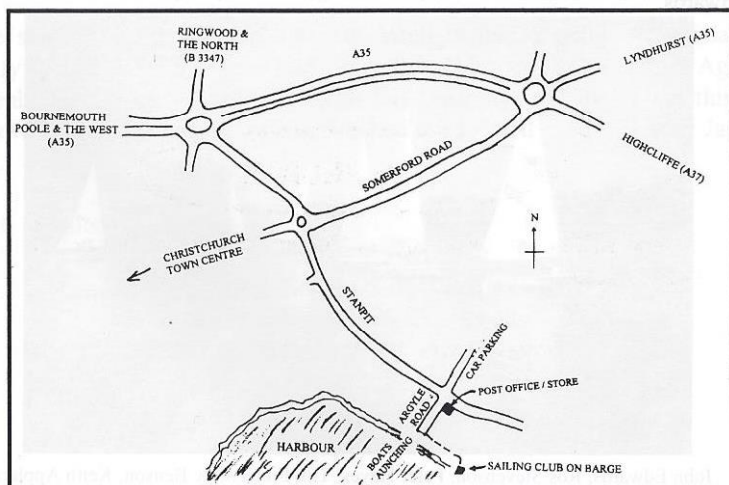 RINGWOOD &
THE NORTH
(B 3347)
A35
LYNDHURST (A35)
BOURNEMOUTH
POOLE & THE WEST
(A35)
HIGHCLIFFE (A37)
SOMERFORD ROAD
N
CHRISTCHURCH
TOWN CENTRE
STANPIT
CAR PARKING
POST OFFICE / STORE
ARGYLE
ROAD
HARBOUR
BOATS
LAUNCHING
SAILING CLUB ON BARGE